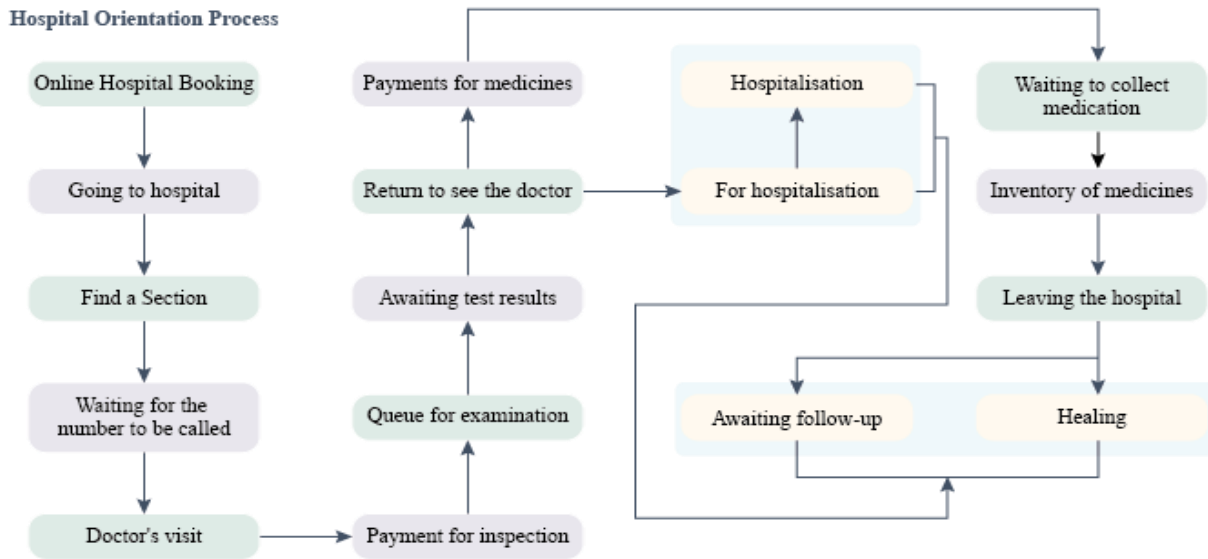 Hospital Orientation Process
Online Hospital Booking
Going to hospital
Find a Section
Waiting for the
number to be called
Doctor's visit
Payment for inspection
Queue for examination
Awaiting test results
Return to see the doctor
Payments for medicines
Hospitalisation
For hospitalisation
Waiting to collect
medication
Inventory of medicines
Leaving the hospital
Awaiting follow-up
Healing